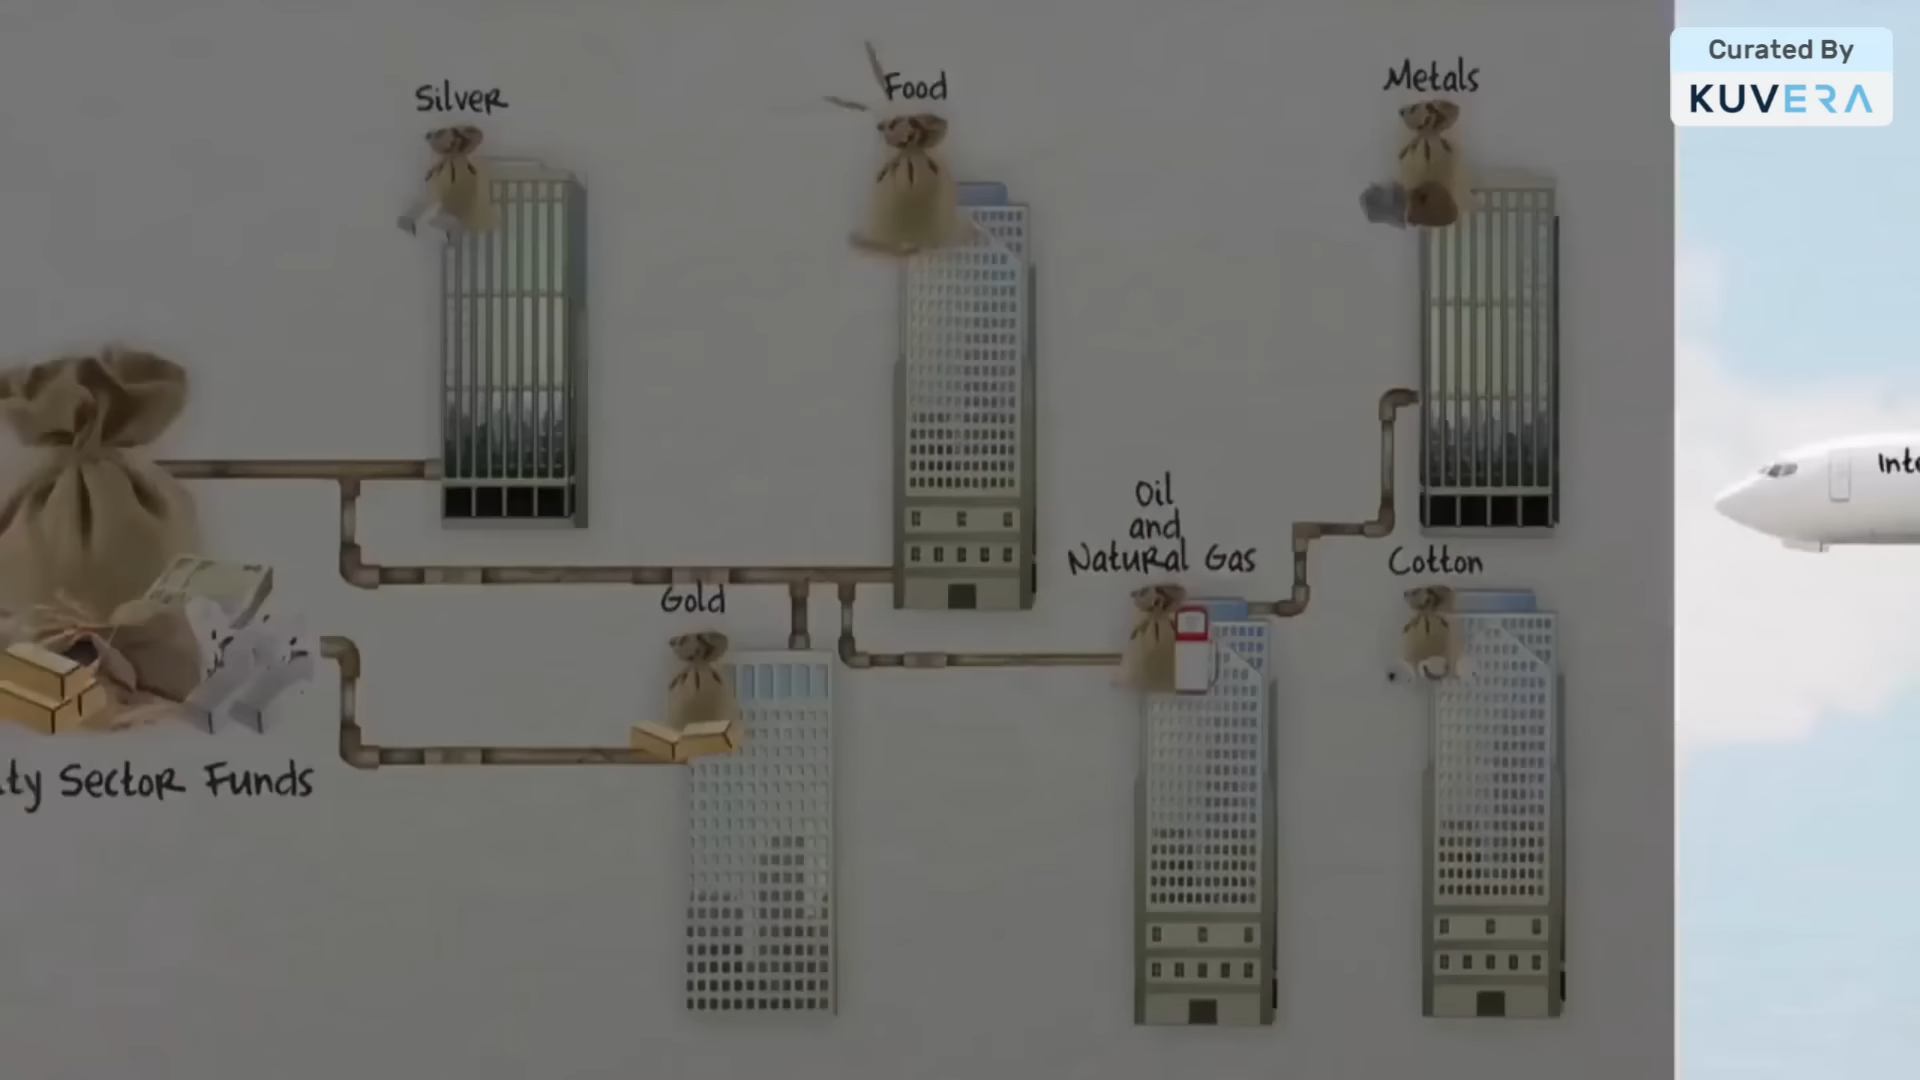 Curated By
KUVERA
Silver
Food
Metals
Oil
and
Natural Gas
Cotton
Gold
Sector Funds